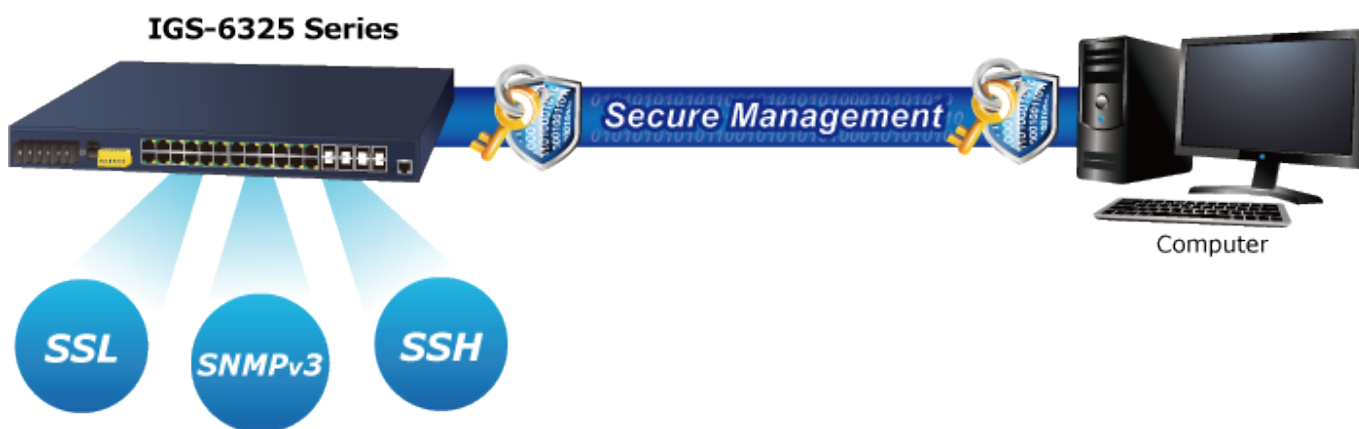 IGS-6325 Series
Secure Management
Computer
SSL
SNMPv3
SSH